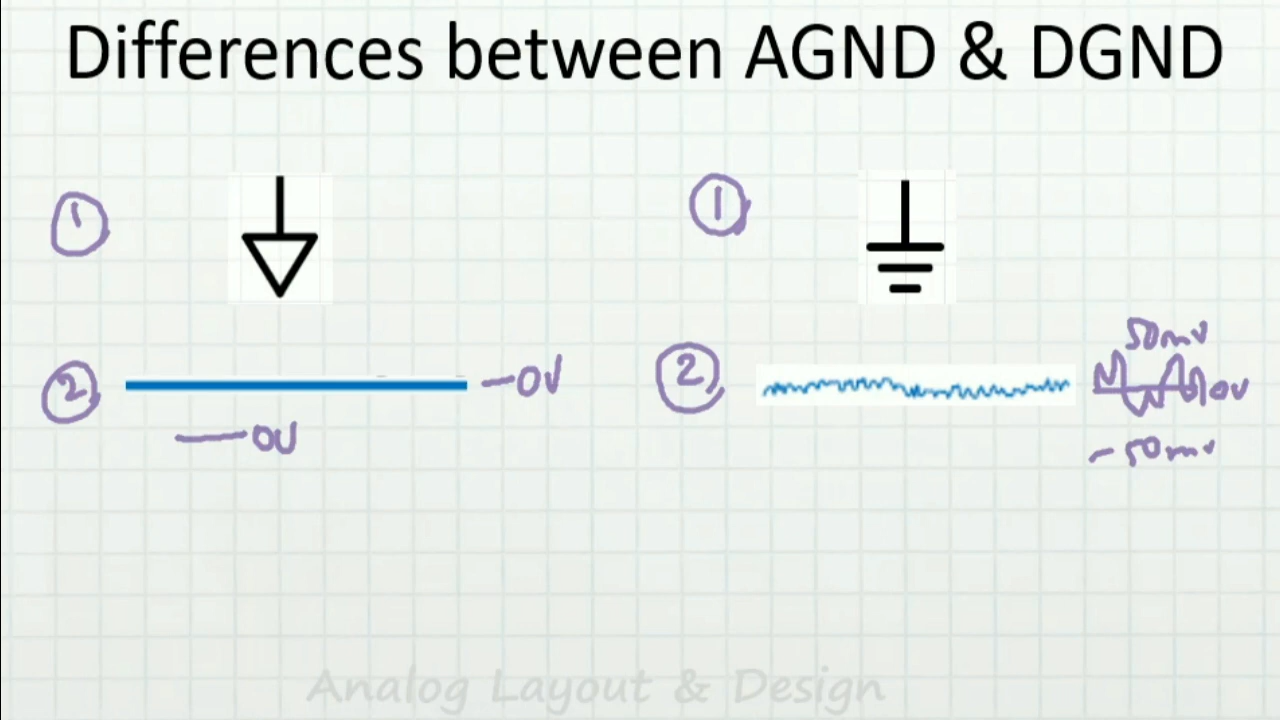 Differences between AGND & DGND
1
1
2
—0V
—0V
2
50mv
0v
-50mv
Analog Layout & Design